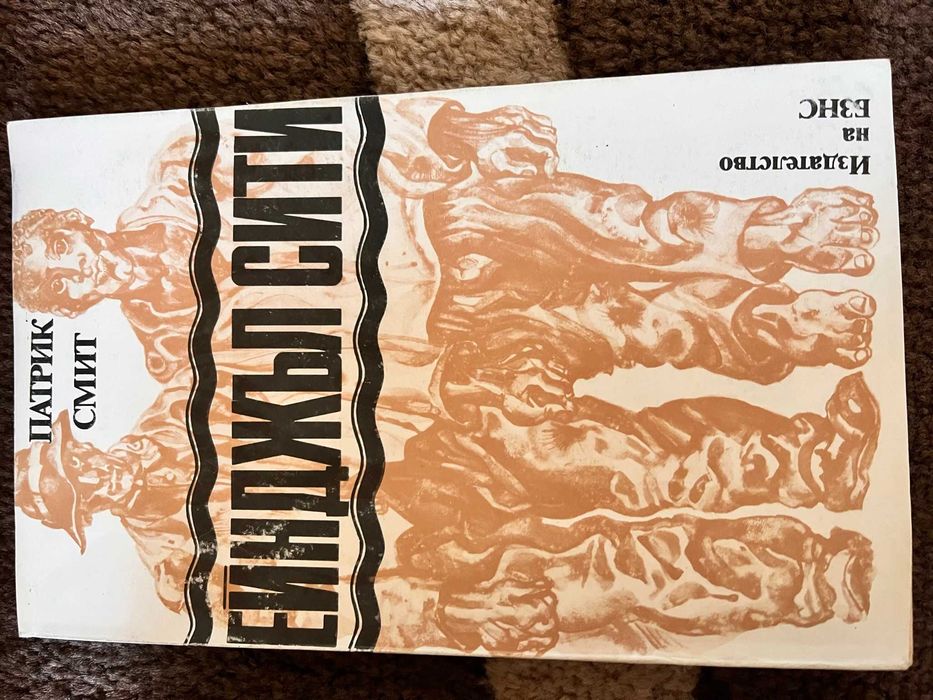 ПАТРИК
СМИТ
ЕЙНДЖЪЛ СИТИ
Издателство
на
БЗНС